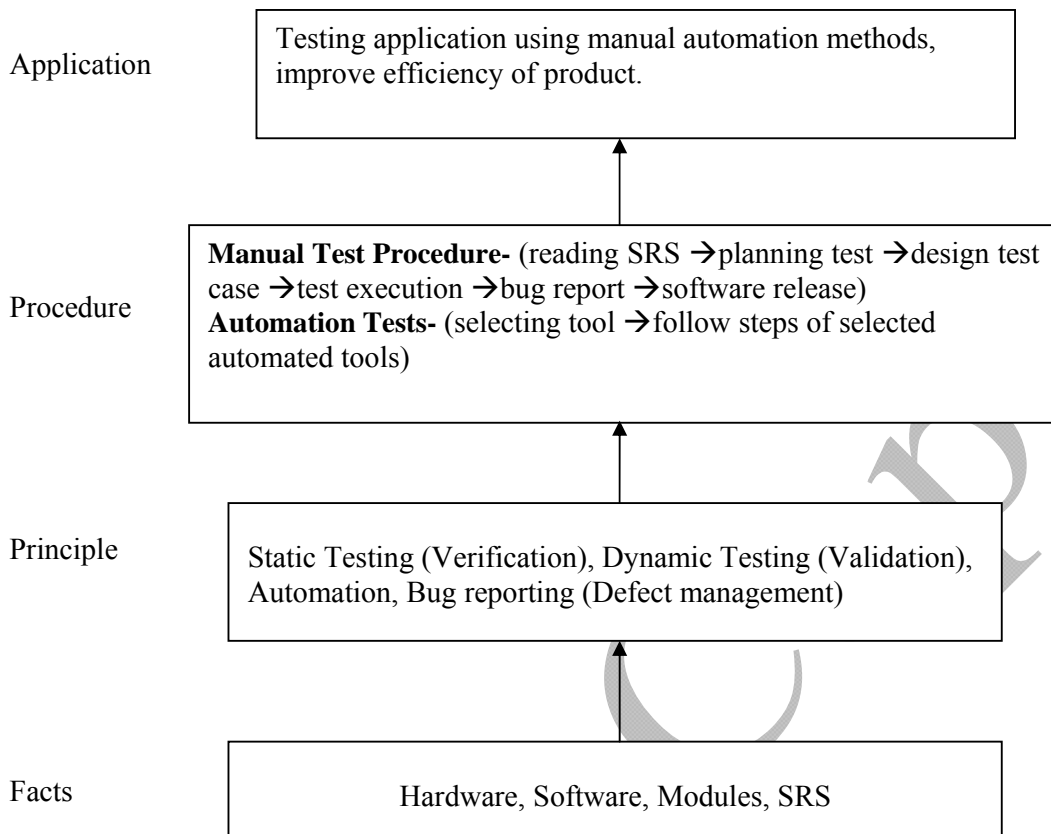 Application
Testing application using manual automation methods,
improve efficiency of product.
Procedure
Manual Test Procedure- (reading SRS →planning test →design test
case →test execution →bug report →software release)
Automation Tests- (selecting tool →follow steps of selected
automated tools)
Principle
Static Testing (Verification), Dynamic Testing (Validation),
Automation, Bug reporting (Defect management)
Facts
Hardware, Software, Modules, SRS